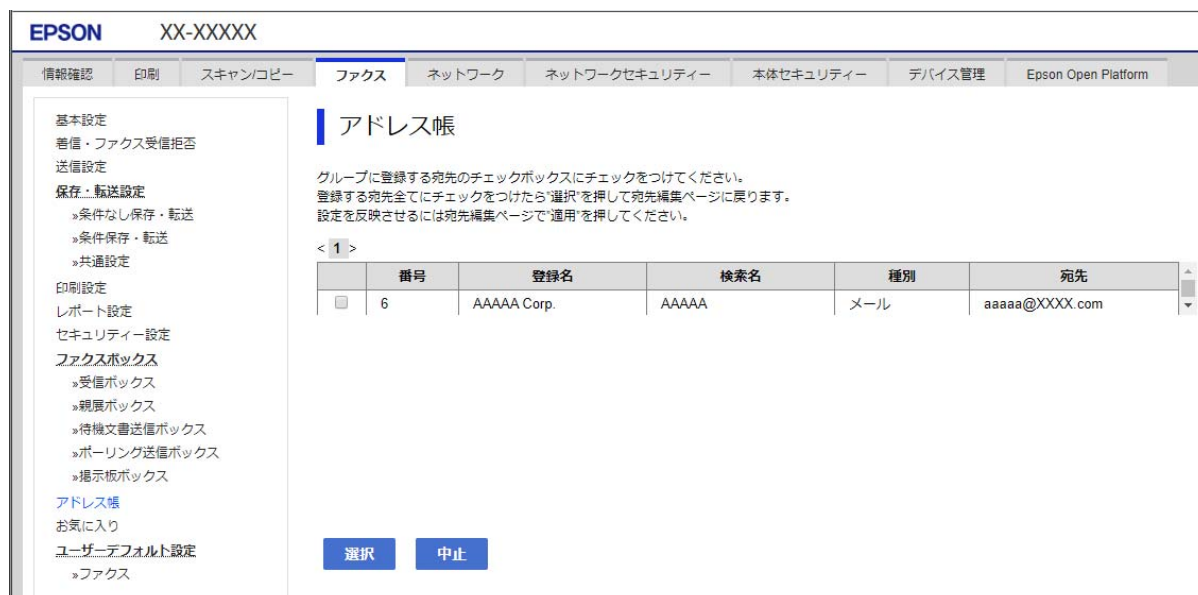 EPSON XX-XXXXX
情報確認 印刷 スキャン/コピー ファクス ネットワーク ネットワークセキュリティー 本体セキュリティー デバイス管理 Epson Open Platform
基本設定
着信・ファクス受信拒否
送信設定
保存・転送設定
»条件なし保存・転送
»条件保存・転送
»共通設定
印刷設定
レポート設定
セキュリティー設定
ファクスボックス
»受信ボックス
»親展ボックス
»待機文書送信ボックス
»ポーリング送信ボックス
»掲示板ボックス
アドレス帳
お気に入り
ユーザーデフォルト設定
»ファクス
アドレス帳
グループに登録する宛先のチェックボックスにチェックをつけてください。
登録する宛先全てにチェックをつけたら"選択"を押して宛先編集ページに戻ります。
設定を反映させるには宛先編集ページで"適用"を押してください。
< 1 >
番号 登録名 検索名 種別 宛先
6 AAAAA Corp. AAAAA メール aaaaa@XXXX.com
選択 中止